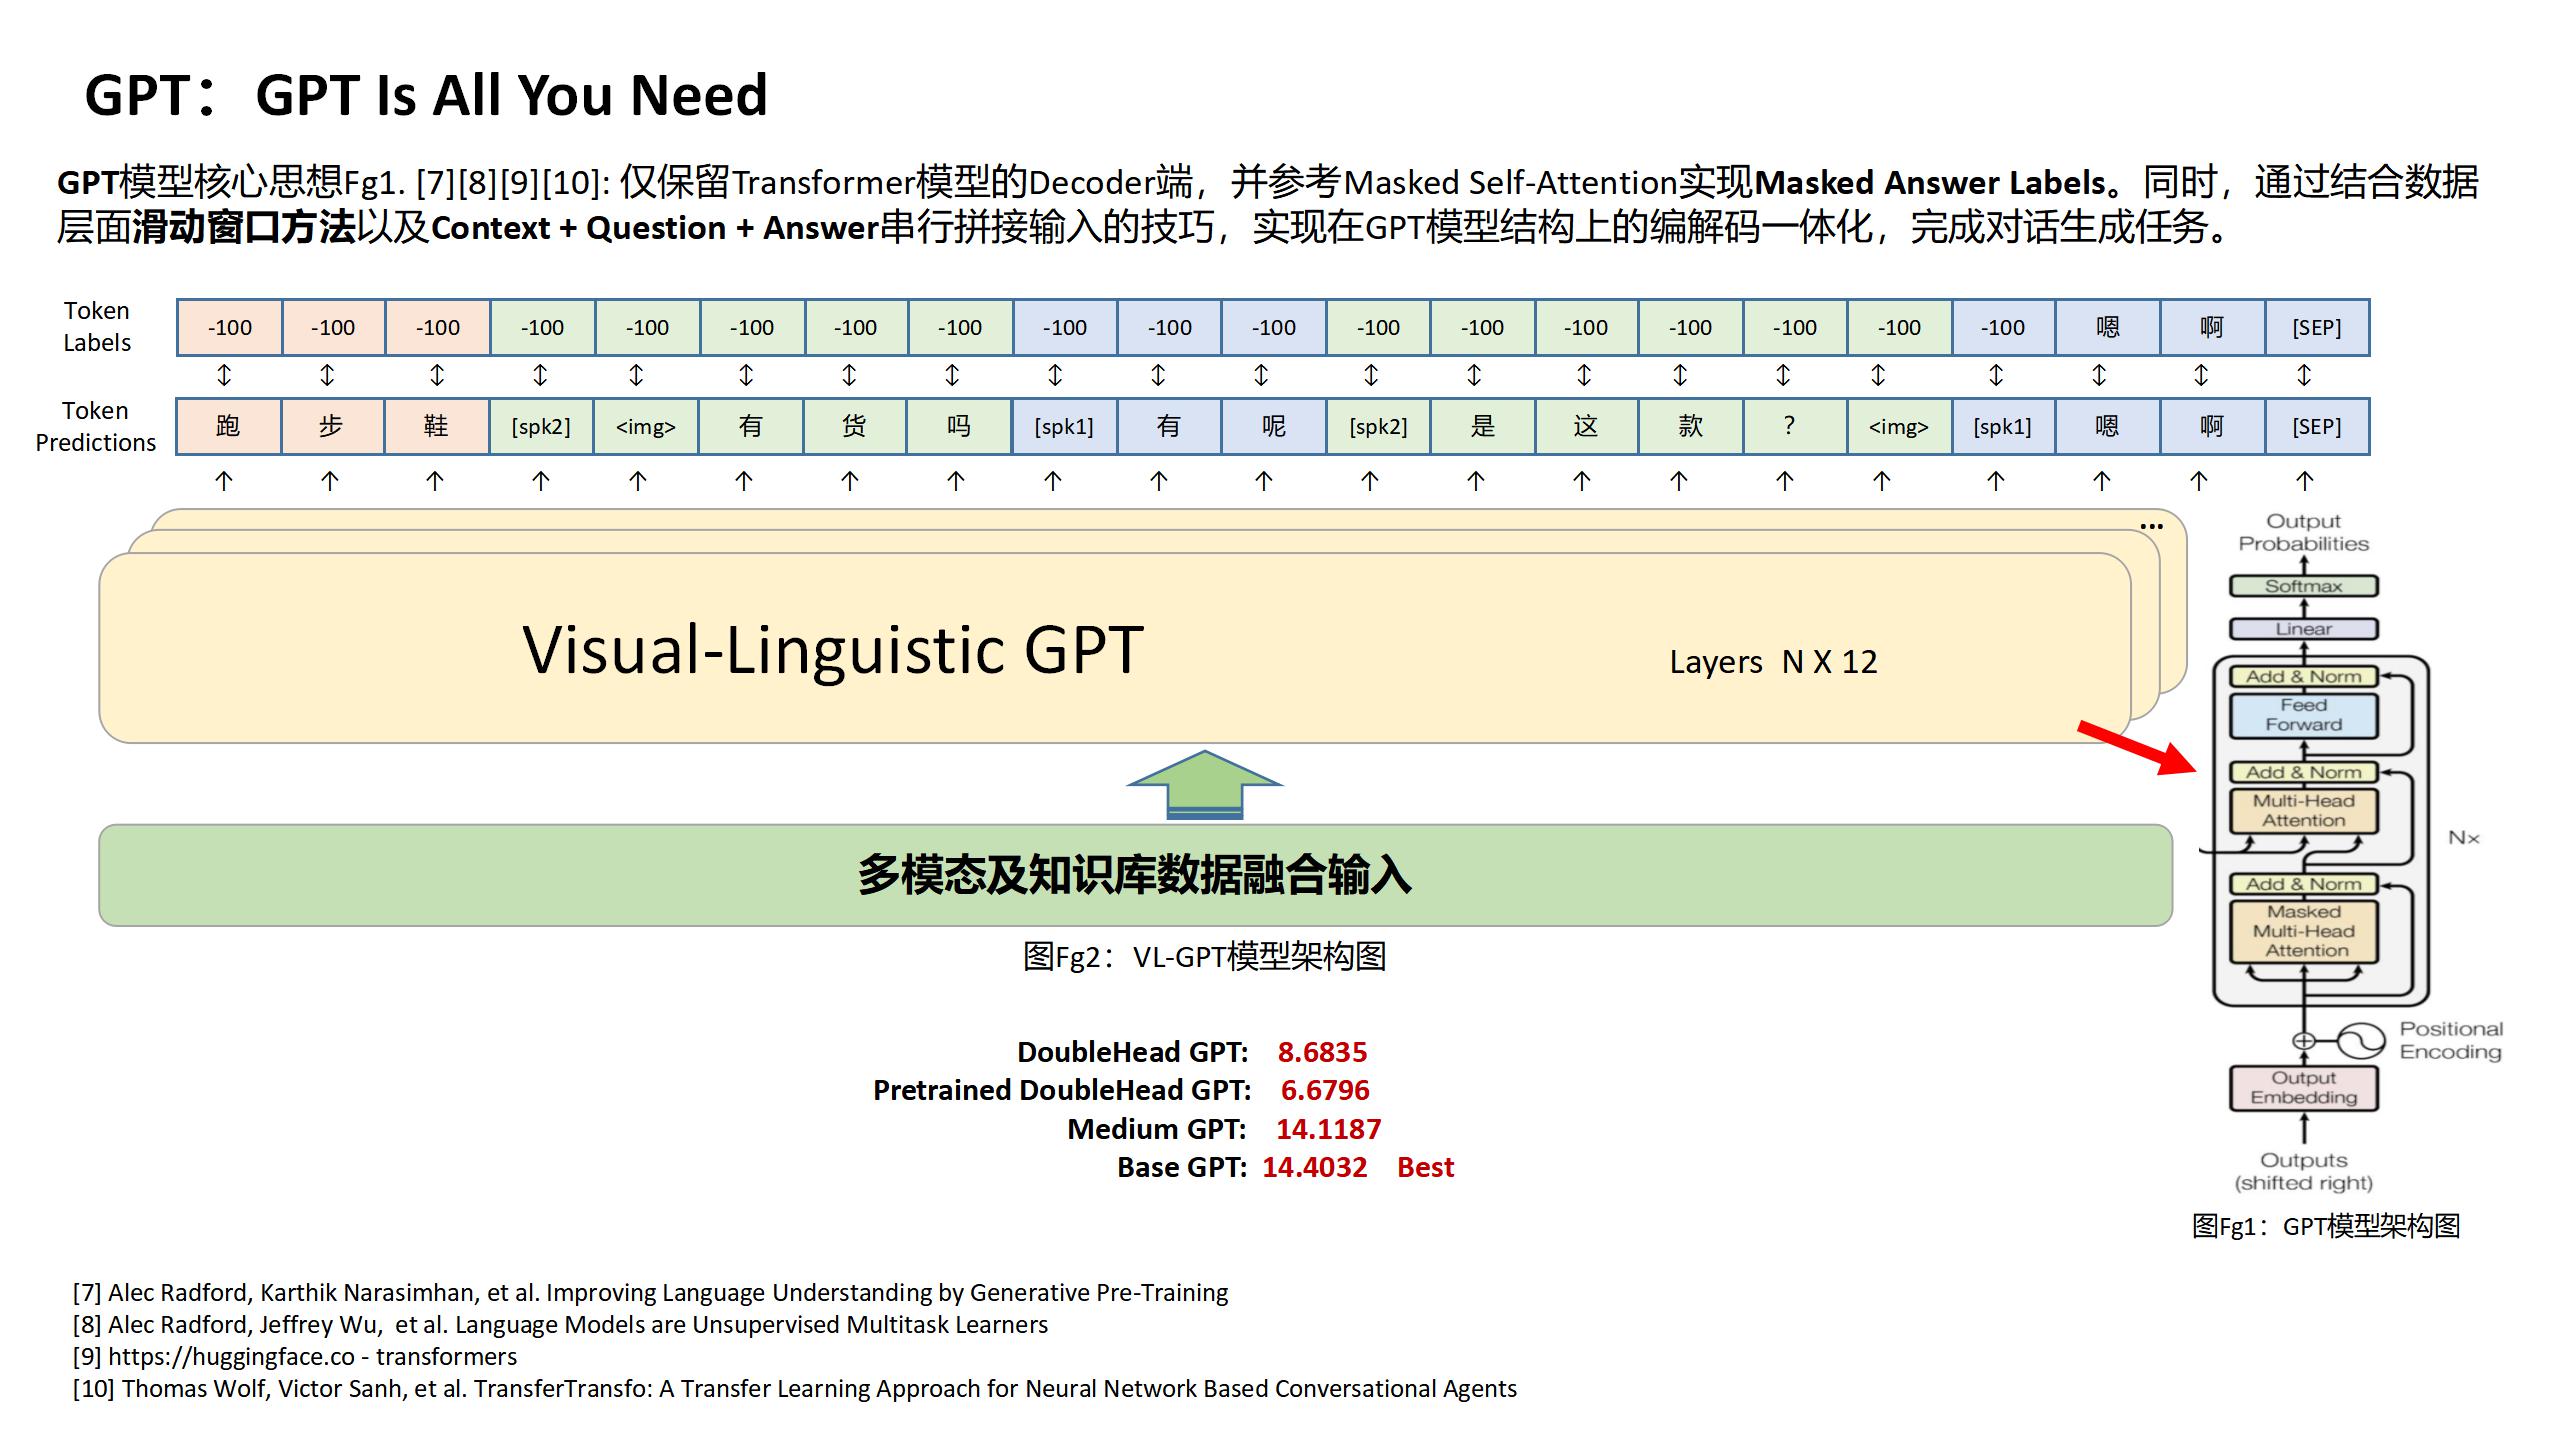 GPT：GPT Is All You Need
GPT模型核心思想Fg1. [7][8][9][10]: 仅保留Transformer模型的Decoder端，并参考Masked Self-Attention实现Masked Answer Labels。同时，通过结合数据
层面滑动窗口方法以及Context + Question + Answer串行拼接输入的技巧，实现在GPT模型结构上的编解码一体化，完成对话生成任务。
Token Labels
-100 -100 -100 -100 -100 -100 -100 -100 -100 -100 -100 -100 -100 -100 -100 -100 -100 -100 嗯 啊 [SEP]
Token Predictions
跑 步 鞋 [spk2] <img> 有 货 吗 [spk1] 有 呢 [spk2] 是 这 款 ? <img> [spk1] 嗯 啊 [SEP]
...
Visual-Linguistic GPT
Layers N X 12
多模态及知识库数据融合输入
图Fg2：VL-GPT模型架构图
DoubleHead GPT: 8.6835
Pretrained DoubleHead GPT: 6.6796
Medium GPT: 14.1187
Base GPT: 14.4032 Best
Output
Probabilities
Softmax
Linear
Add & Norm
Feed
Forward
Add & Norm
Multi-Head
Attention
N×
Add & Norm
Masked
Multi-Head
Attention
Positional
Encoding
Output
Embedding
Outputs
(shifted right)
图Fg1：GPT模型架构图
[7] Alec Radford, Karthik Narasimhan, et al. Improving Language Understanding by Generative Pre-Training
[8] Alec Radford, Jeffrey Wu, et al. Language Models are Unsupervised Multitask Learners
[9] https://huggingface.co - transformers
[10] Thomas Wolf, Victor Sanh, et al. TransferTransfo: A Transfer Learning Approach for Neural Network Based Conversational Agents